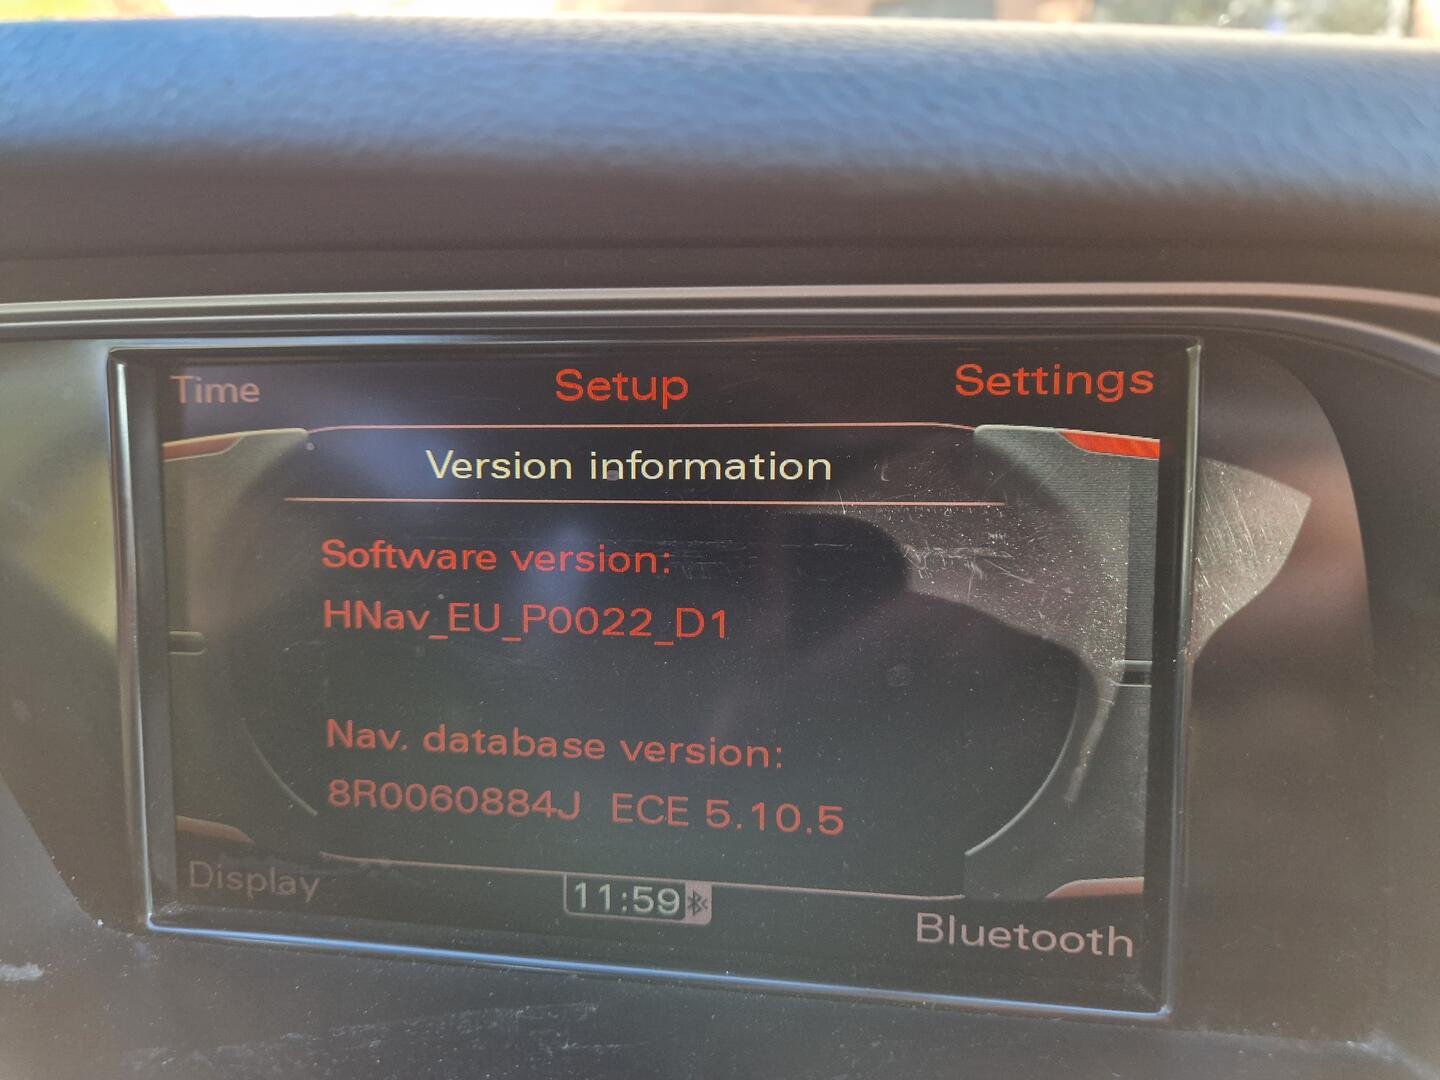 Time Setup Settings
Version information
Software version:
HNav_EU_P0022_D1
Nav. database version:
8R0060884J ECE 5.10.5
Display 11:59 Bluetooth